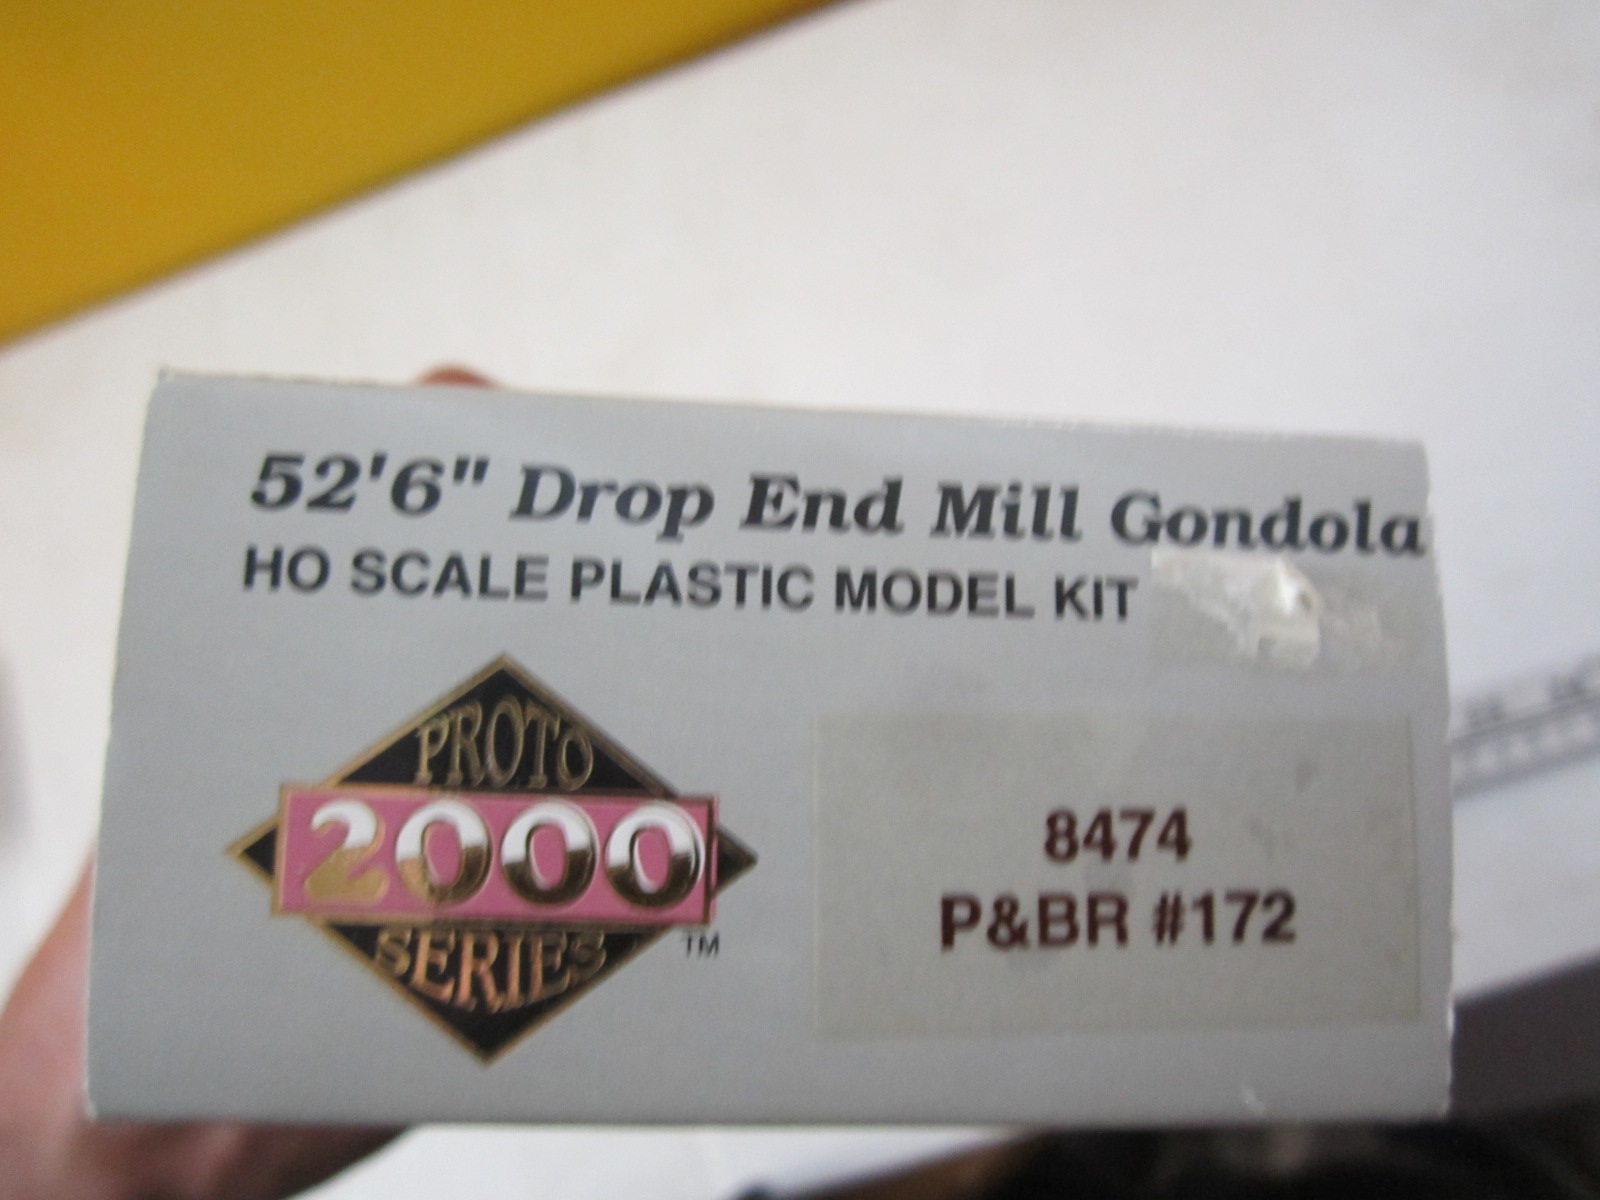 52'6" Drop End Mill Gondola
HO SCALE PLASTIC MODEL KIT
PROTO
2000
SERIES
TM
8474
P&BR #172